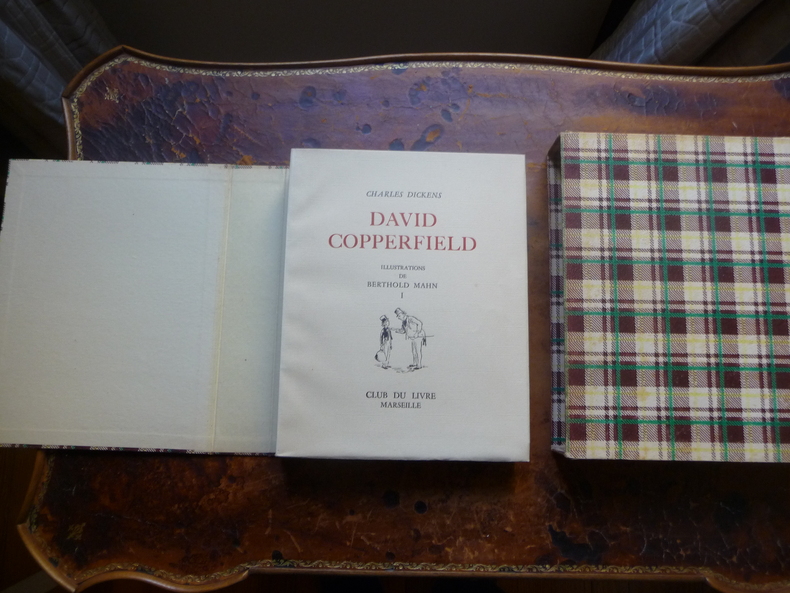 CHARLES DICKENS
DAVID
COPPERFIELD
ILLUSTRATIONS
DE
BERTHOLD MAHN
I
CLUB DU LIVRE
MARSEILLE